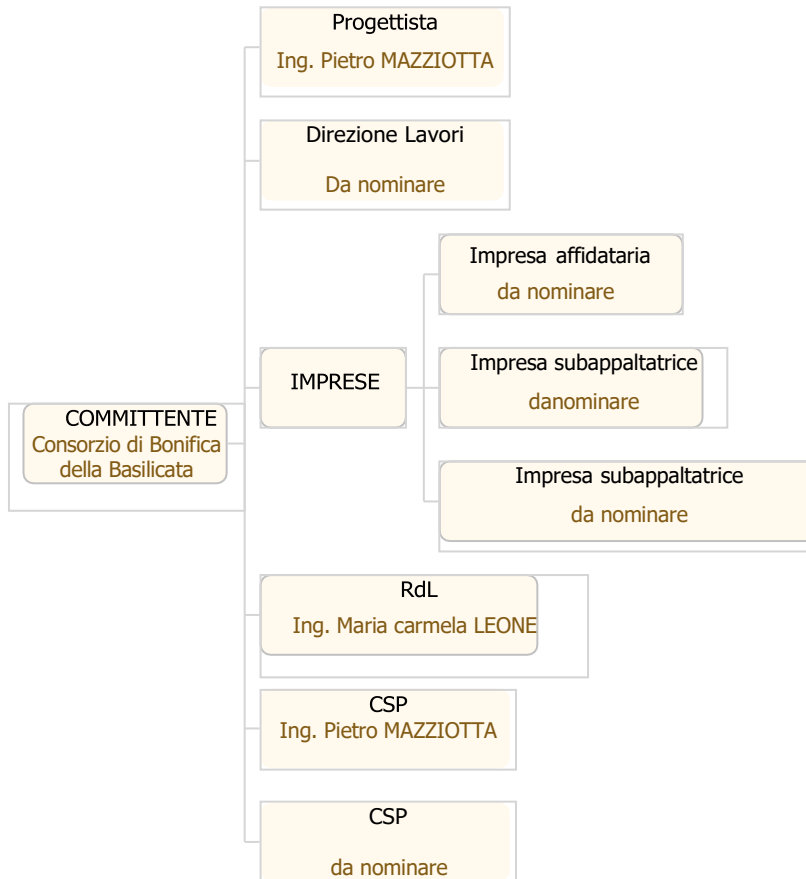 Progettista
Ing. Pietro MAZZIOTTA
Direzione Lavori
Da nominare
Impresa affidataria
da nominare
IMPRESE
Impresa subappaltatrice
danominare
COMMITTENTE
Consorzio di Bonifica
della Basilicata
Impresa subappaltatrice
da nominare
RdL
Ing. Maria carmela LEONE
CSP
Ing. Pietro MAZZIOTTA
CSP
da nominare